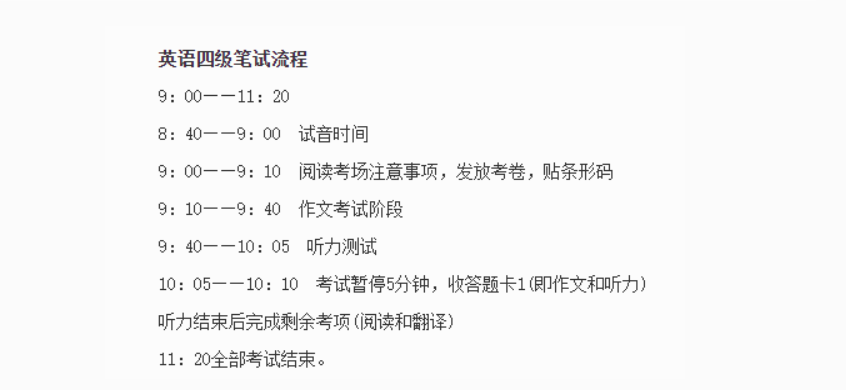 英语四级笔试流程
9: 00——11: 20
8: 40——9: 00 试音时间
9: 00——9: 10 阅读考场注意事项，发放考卷，贴条形码
9: 10——9: 40 作文考试阶段
9: 40——10: 05 听力测试
10: 05——10: 10 考试暂停5分钟，收答题卡1(即作文和听力)
听力结束后完成剩余考项(阅读和翻译)
11: 20全部考试结束。